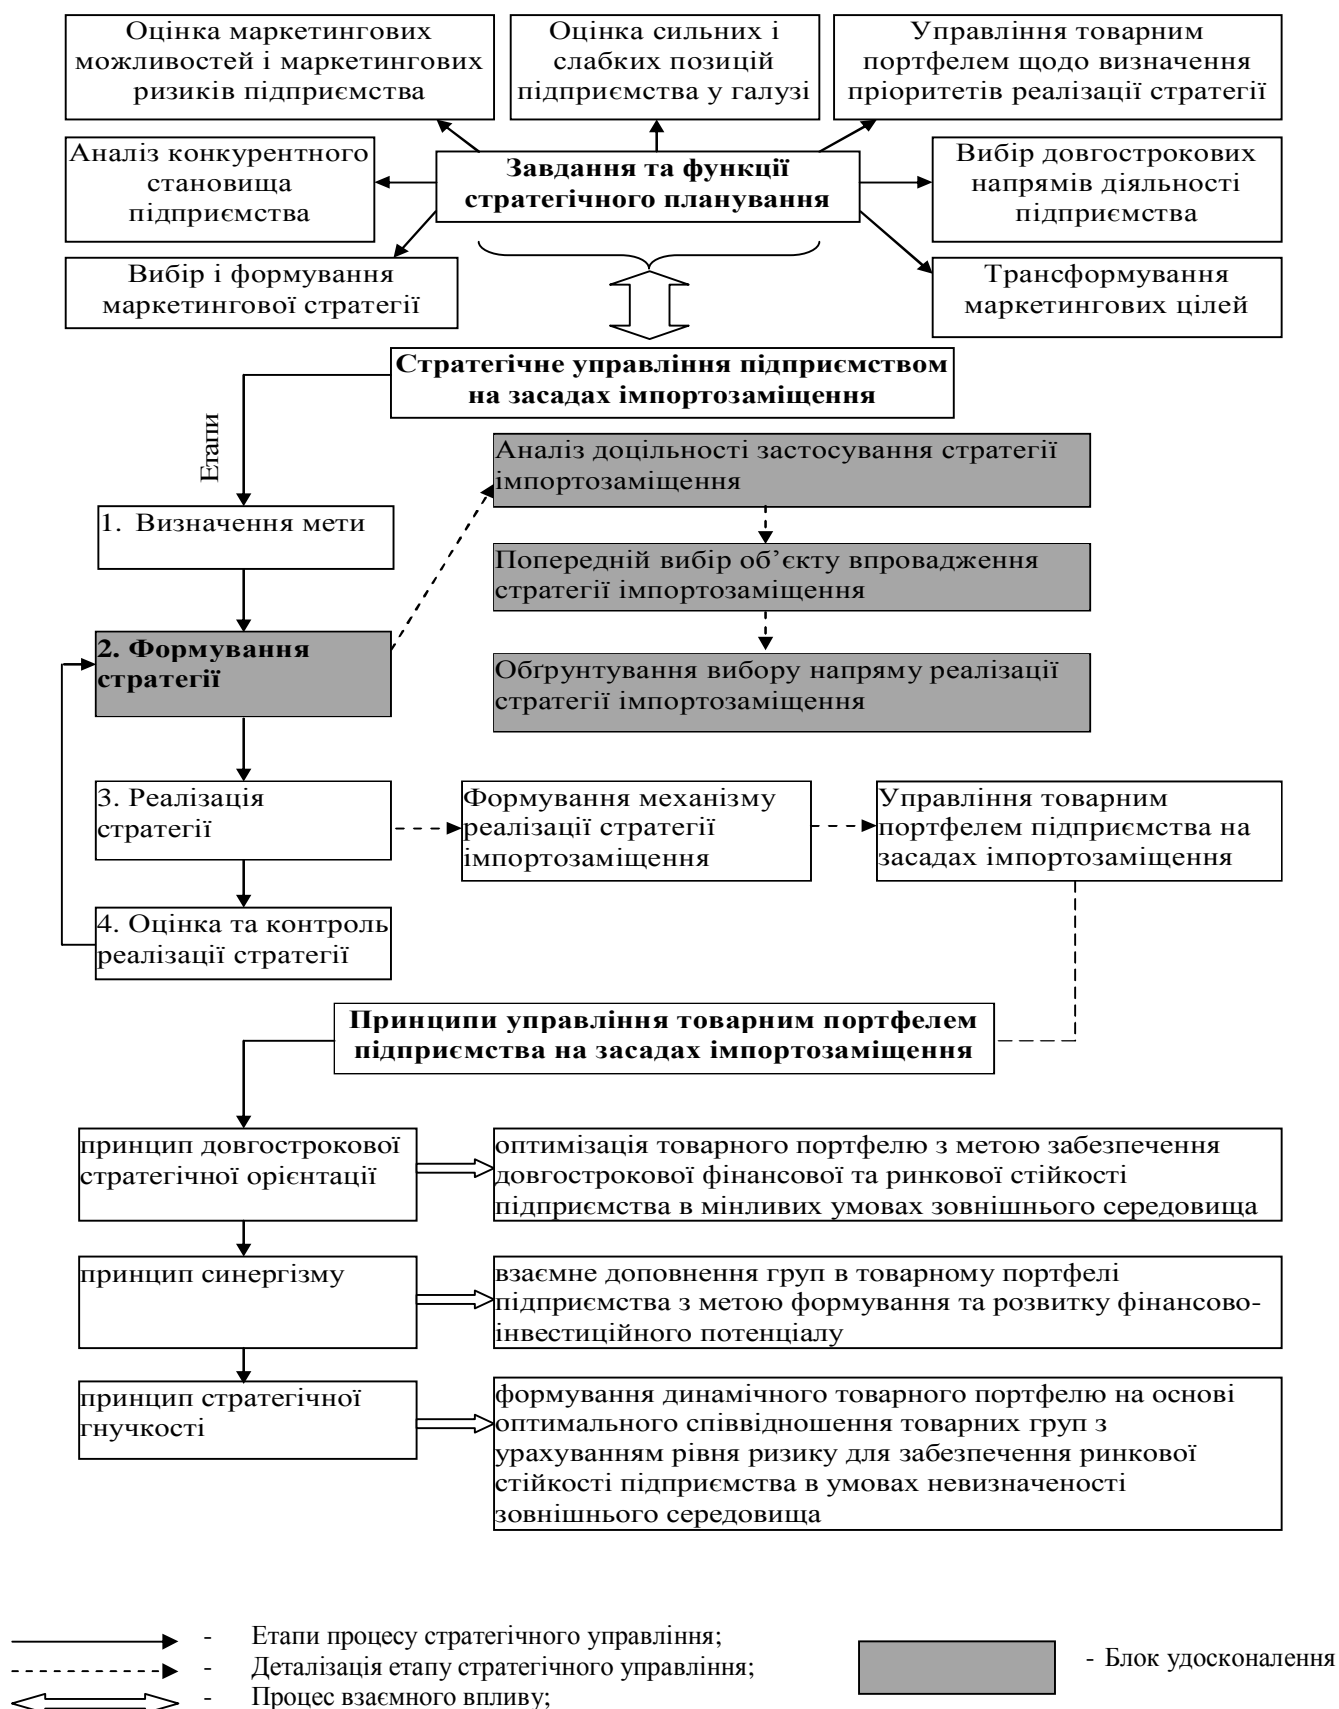 Оцінка маркетингових
можливостей і маркетингових
ризиків підприємства
Оцінка сильних і
слабких позицій
підприємства у галузі
Управління товарним
портфелем щодо визначення
пріоритетів реалізації стратегії
Аналіз конкурентного
становища
підприємства
Завдання та функції
стратегічного планування
Вибір довгострокових
напрямів діяльності
підприємства
Вибір і формування
маркетингової стратегії
Трансформування
маркетингових цілей
Стратегічне управління підприємством
на засадах імпортозаміщення
Етапи
Аналіз доцільності застосування стратегії
імпортозаміщення
1. Визначення мети
Попередній вибір об’єкту впровадження
стратегії імпортозаміщення
2. Формування
стратегії
Обґрунтування вибору напряму реалізації
стратегії імпортозаміщення
3. Реалізація
стратегії
Формування механізму
реалізації стратегії
імпортозаміщення
Управління товарним
портфелем підприємства на
засадах імпортозаміщення
4. Оцінка та контроль
реалізації стратегії
Принципи управління товарним портфелем
підприємства на засадах імпортозаміщення
принцип довгострокової
стратегічної орієнтації
оптимізація товарного портфелю з метою забезпечення
довгострокової фінансової та ринкової стійкості
підприємства в мінливих умовах зовнішнього середовища
принцип синергізму
взаємне доповнення груп в товарному портфелі
підприємства з метою формування та розвитку фінансово-
інвестиційного потенціалу
принцип стратегічної
гнучкості
формування динамічного товарного портфелю на основі
оптимального співвідношення товарних груп з
урахуванням рівня ризику для забезпечення ринкової
стійкості підприємства в умовах невизначеності
зовнішнього середовища
- Етапи процесу стратегічного управління;
- Деталізація етапу стратегічного управління;
- Процес взаємного впливу;
- Блок удосконалення